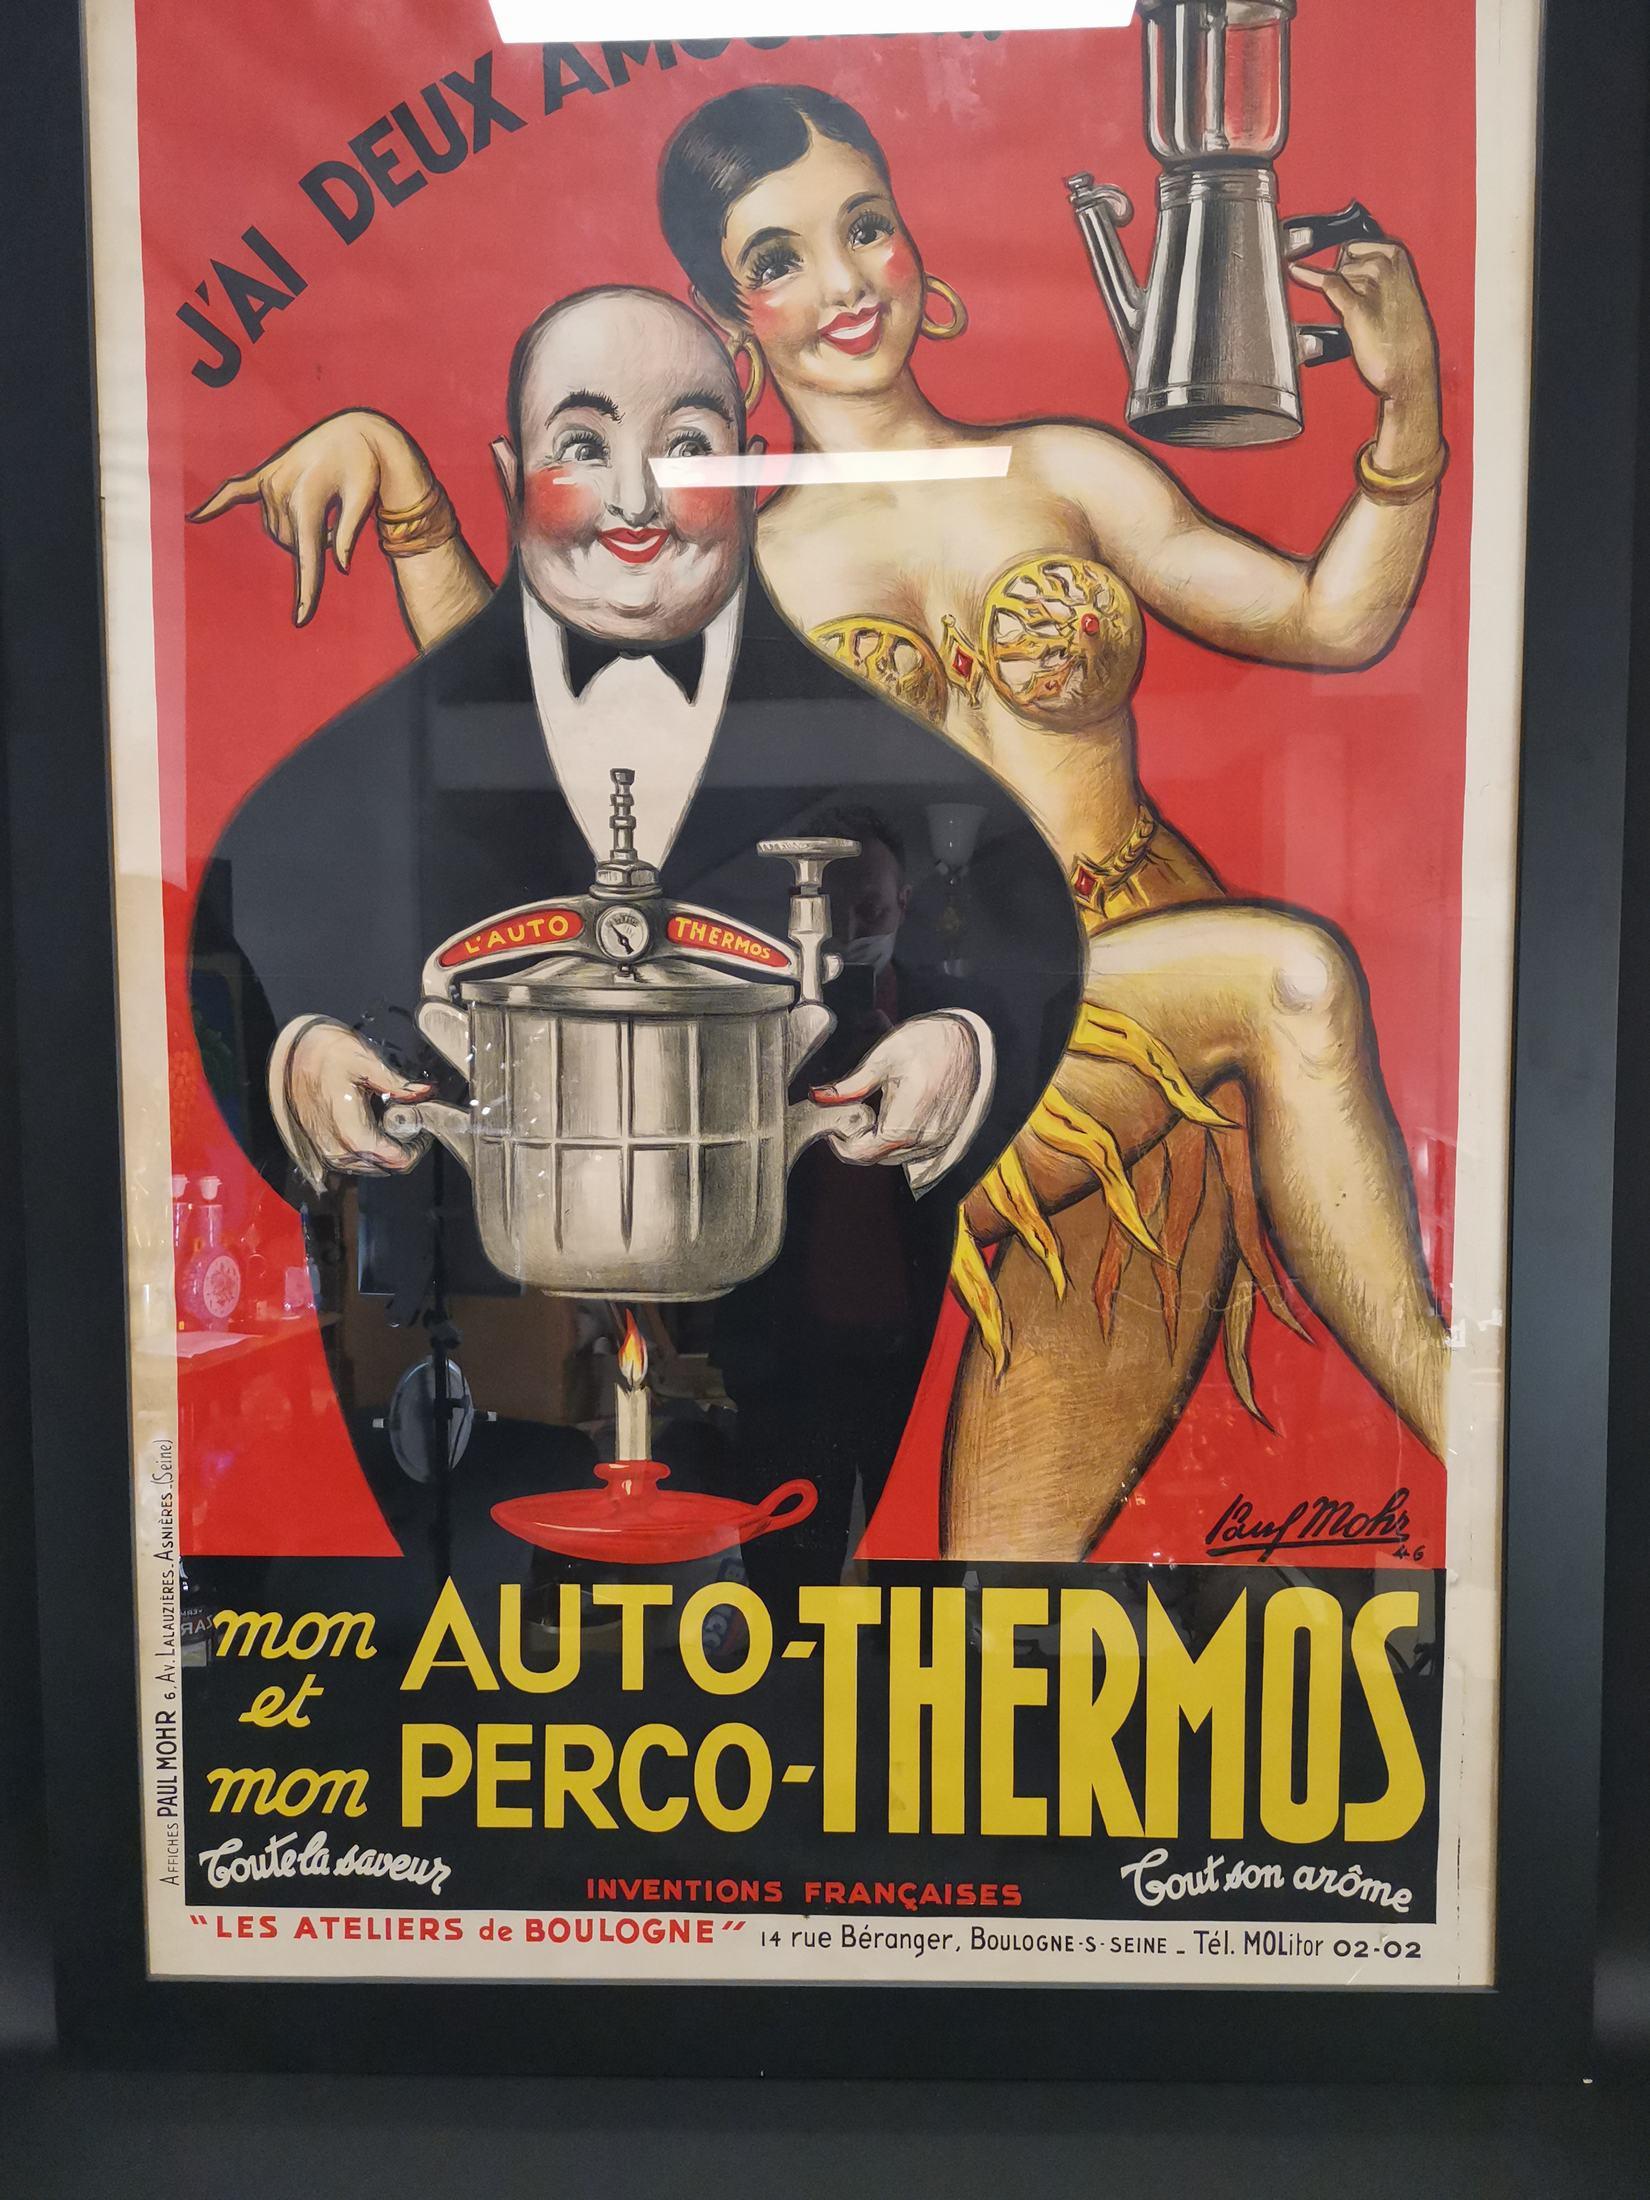 J'AI DEUX
L'AUTO THERMOS
Paul Mohr
46
mon AUTO-THERMOS
et
mon PERCO-
Toute la saveur
Tout son arôme
INVENTIONS FRANÇAISES
"LES ATELIERS de BOULOGNE" 14 rue Béranger, BOULOGNE-S-SEINE _ Tél. MOLitor 02-02
AFFICHES PAUL MOHR 6, Av. LALAUZIÈRES _ ASNIÈRES _ (Seine)